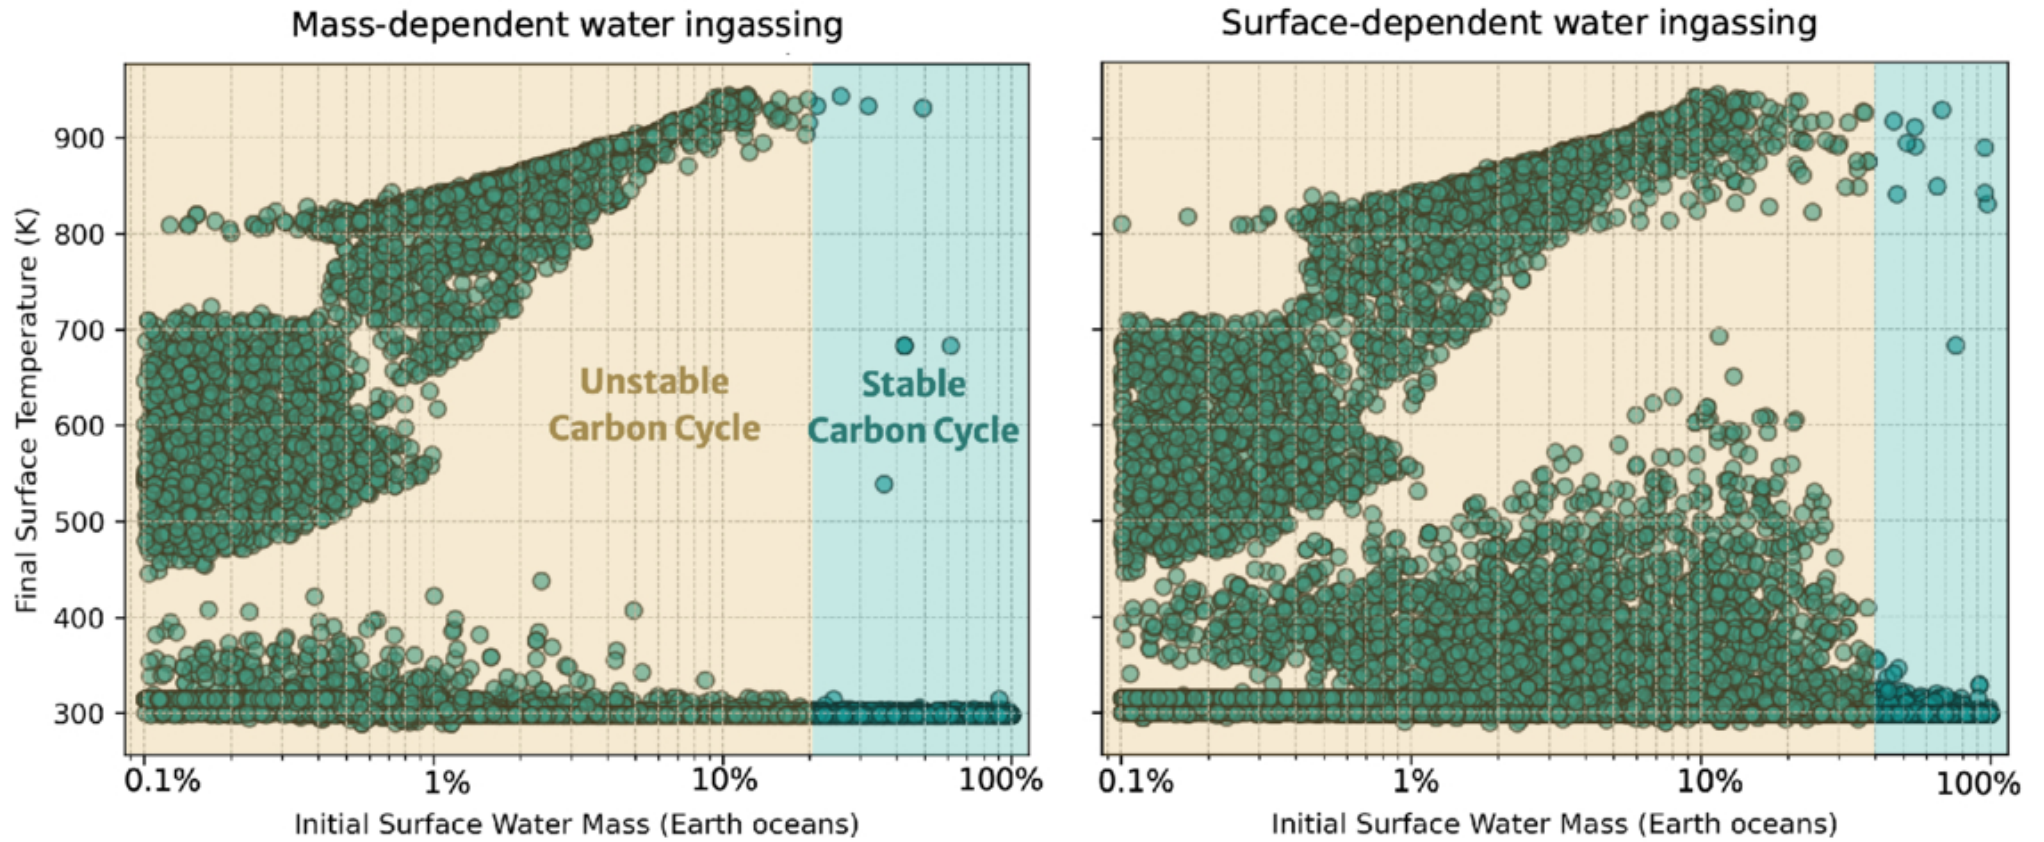 Mass-dependent water ingassing
Surface-dependent water ingassing
Final Surface Temperature (K)
900
800
700
600
500
400
300
Unstable
Carbon Cycle
Stable
Carbon Cycle
0.1%
1%
10%
100%
0.1%
1%
10%
100%
Initial Surface Water Mass (Earth oceans)
Initial Surface Water Mass (Earth oceans)